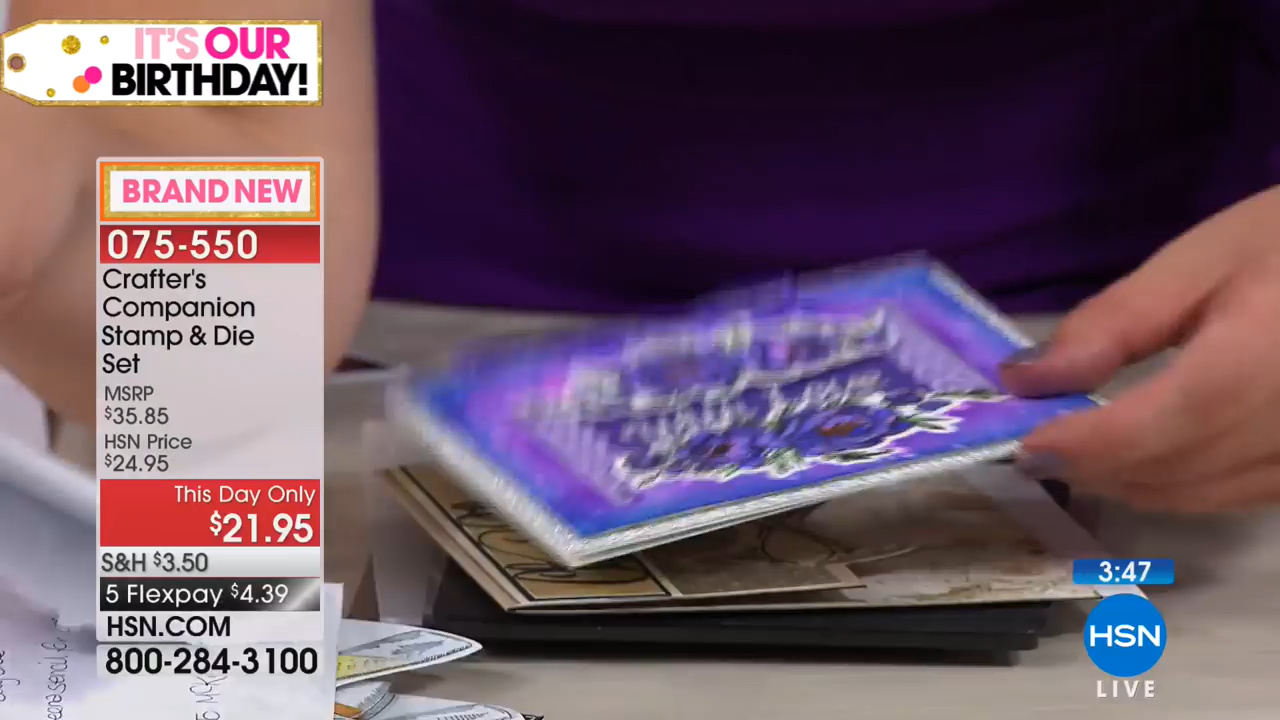 IT'S OUR
BIRTHDAY!
BRAND NEW
075-550
Crafter's
Companion
Stamp & Die
Set
MSRP
$35.85
HSN Price
$24.95
This Day Only
$21.95
S&H $3.50
5 Flexpay $4.39
HSN.COM
800-284-3100
3:47
HSN
LIVE